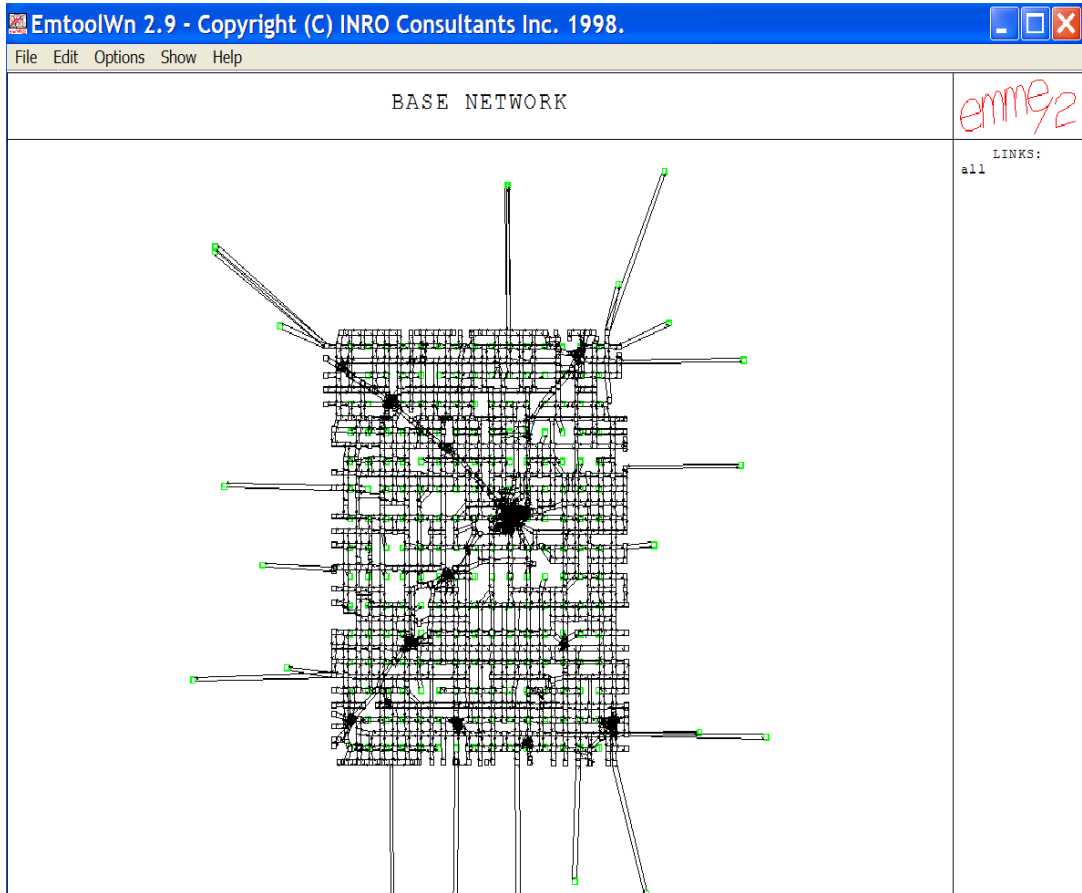 EmtoolWn 2.9 - Copyright (C) INRO Consultants Inc. 1998.
File Edit Options Show Help
BASE NETWORK
emme/2
LINKS:
all